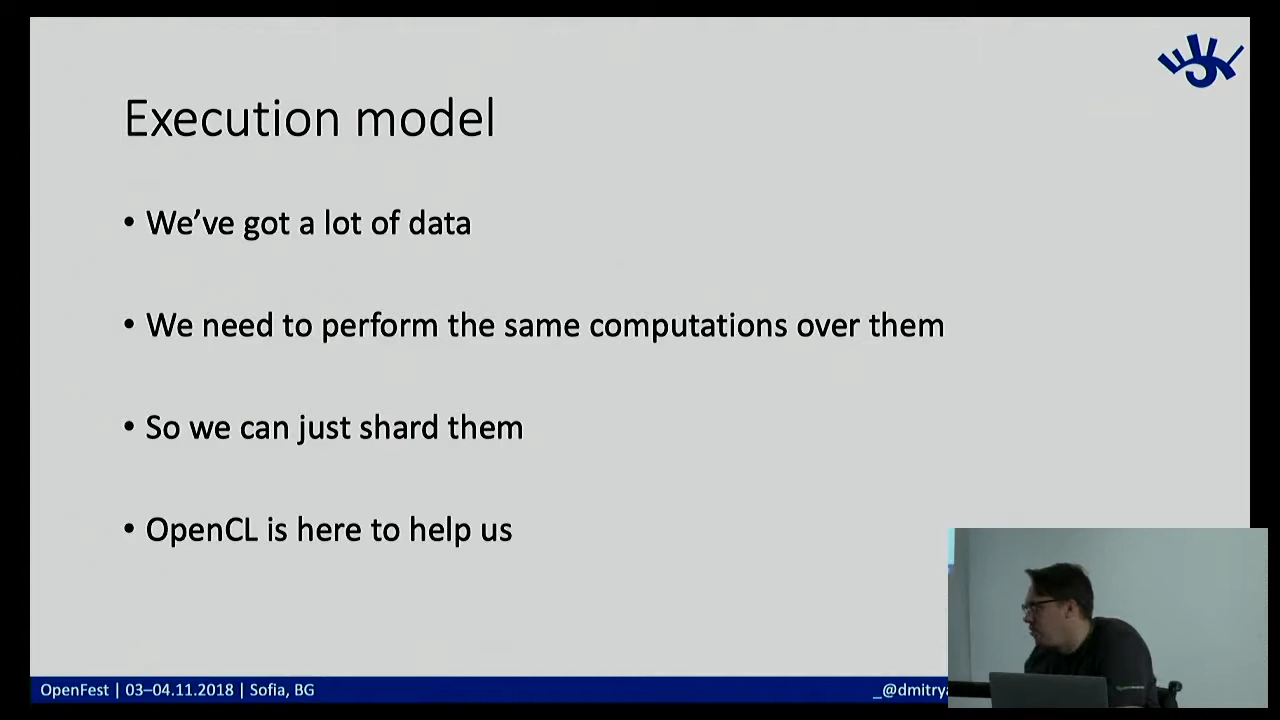 Execution model
• We’ve got a lot of data
• We need to perform the same computations over them
• So we can just shard them
• OpenCL is here to help us
OpenFest | 03–04.11.2018 | Sofia, BG
_@dmitrya